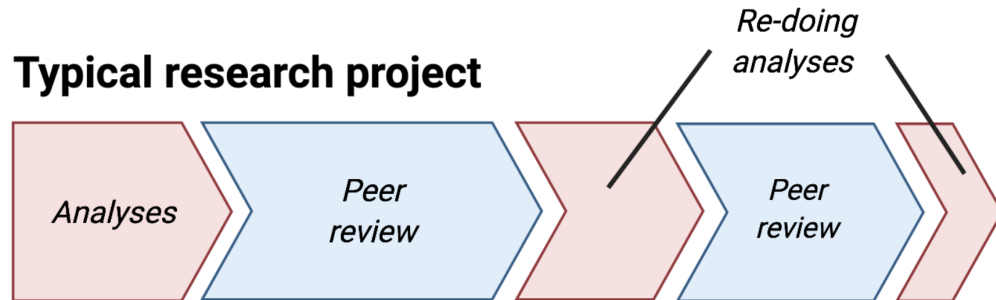 Re-doing
analyses
Typical research project
Analyses
Peer
review
Peer
review